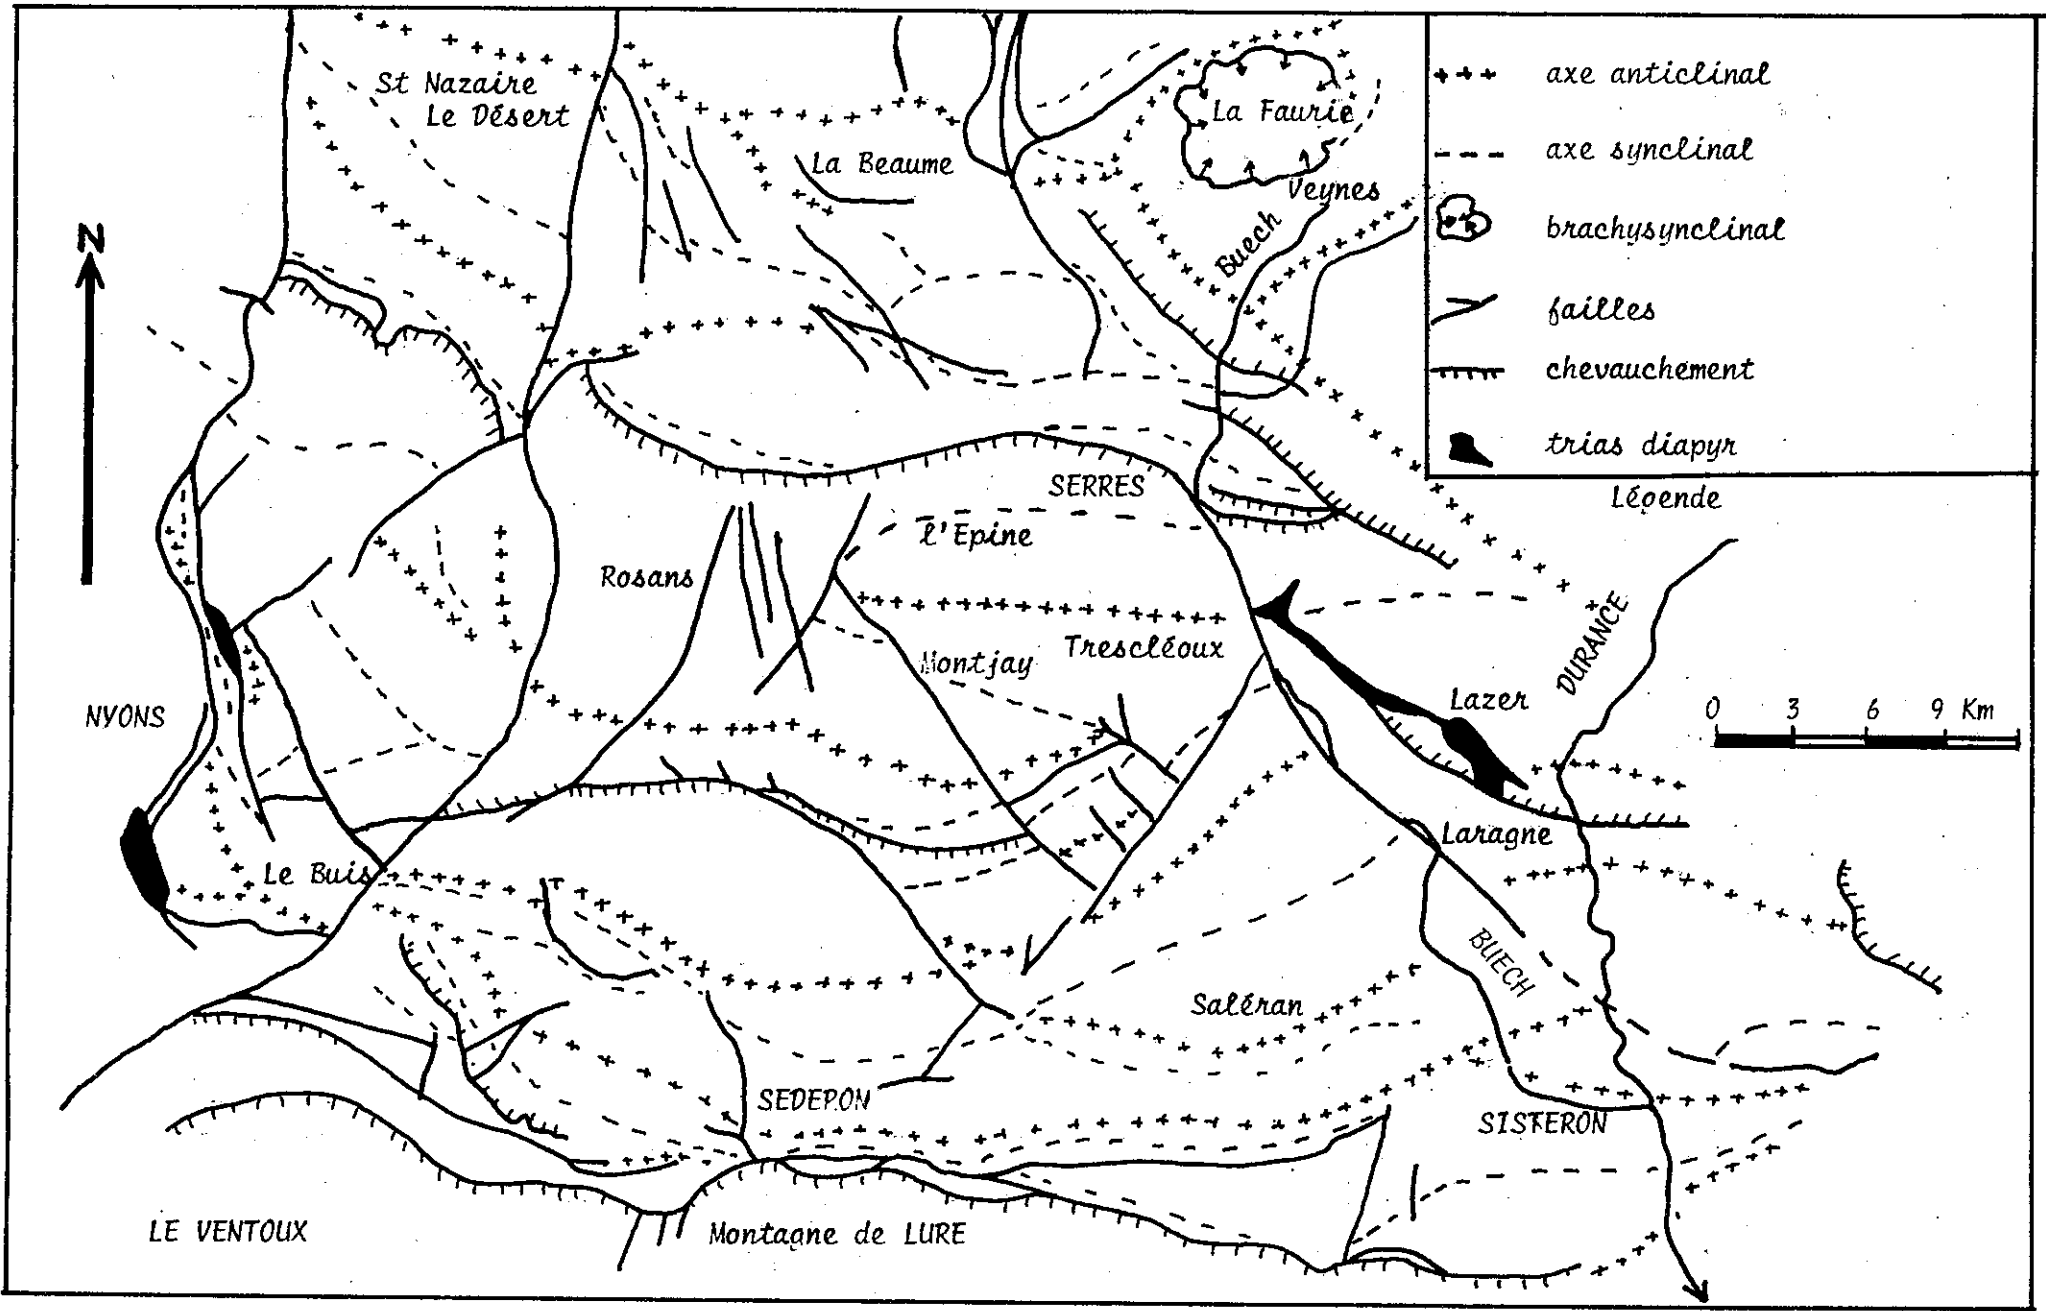 axe anticlinal
St Nazaire
Le Désert
La Faurie
axe synclinal
La Beaume
Veynes
Buech
brachysynclinal
N
failles
chevauchement
trias diapyr
SERRES
Légende
l'Epine
Rosans
DURANCE
Trescléoux
Montjay
Lazer
NYONS
0 3 6 9 Km
Laragne
Le Buis
BUECH
Saléran
SEDERON
SISTERON
LE VENTOUX
Montagne de LURE